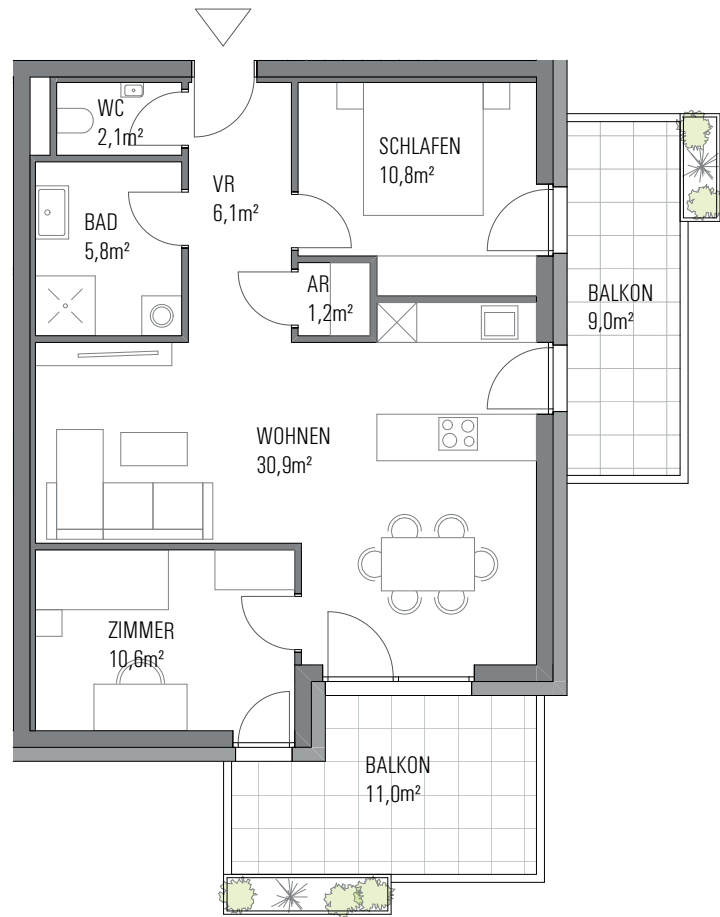 WC
2,1m²
SCHLAFEN
10,8m²
VR
6,1m²
BAD
5,8m²
AR
1,2m²
BALKON
9,0m²
WOHNEN
30,9m²
ZIMMER
10,6m²
BALKON
11,0m²